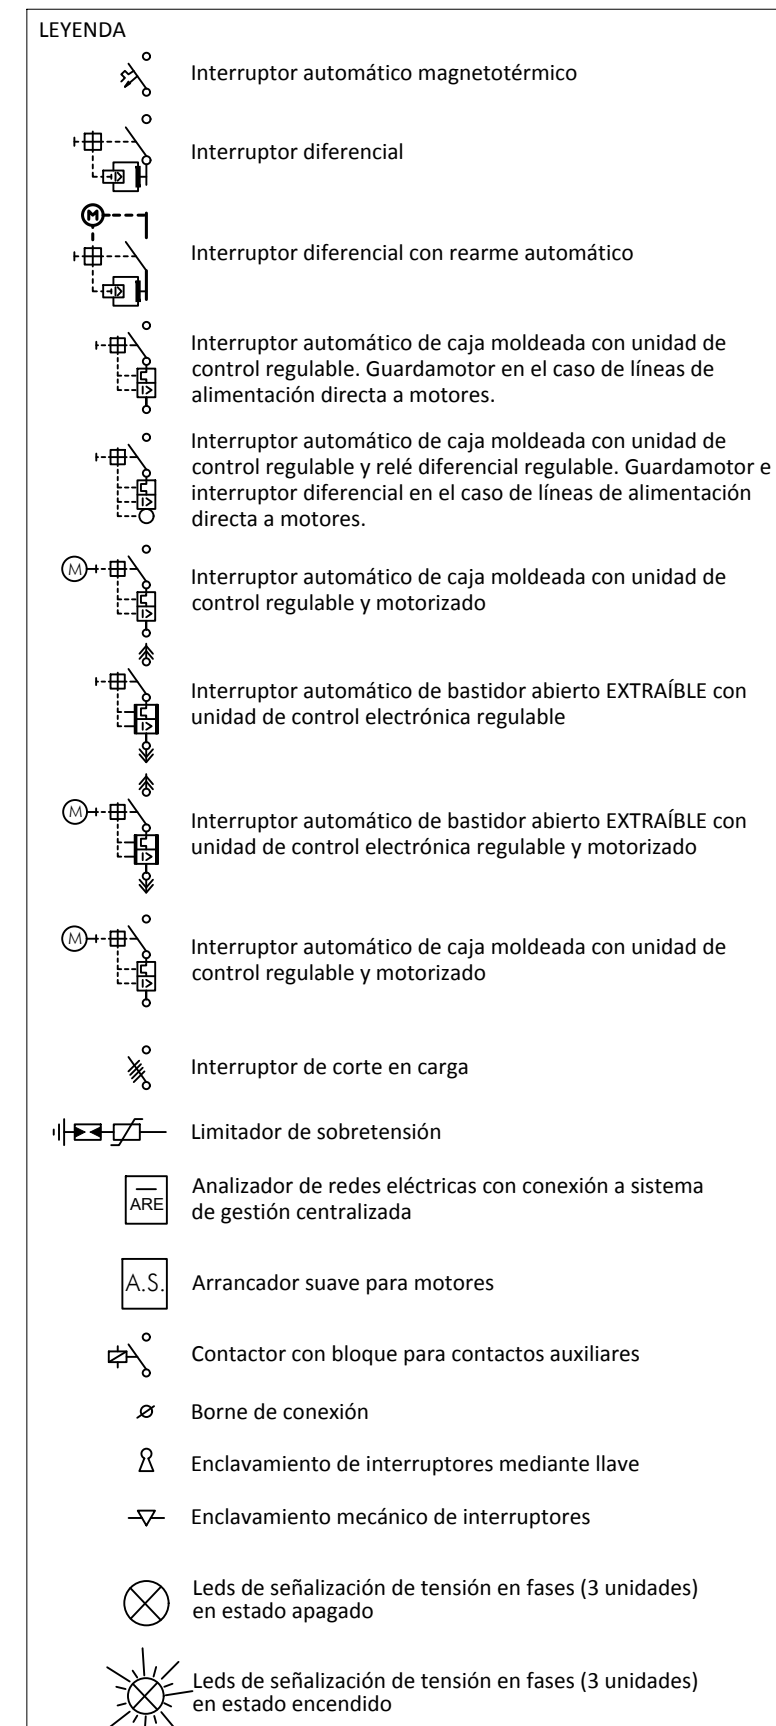 LEYENDA
Interruptor automático magnetotérmico
Interruptor diferencial
M
Interruptor diferencial con rearme automático
Interruptor automático de caja moldeada con unidad de
control regulable. Guardamotor en el caso de líneas de
alimentación directa a motores.
Interruptor automático de caja moldeada con unidad de
control regulable y relé diferencial regulable. Guardamotor e
interruptor diferencial en el caso de líneas de alimentación
directa a motores.
M
Interruptor automático de caja moldeada con unidad de
control regulable y motorizado
Interruptor automático de bastidor abierto EXTRAÍBLE con
unidad de control electrónica regulable
M
Interruptor automático de bastidor abierto EXTRAÍBLE con
unidad de control electrónica regulable y motorizado
M
Interruptor automático de caja moldeada con unidad de
control regulable y motorizado
Interruptor de corte en carga
Limitador de sobretensión
ARE
Analizador de redes eléctricas con conexión a sistema
de gestión centralizada
A.S.
Arrancador suave para motores
Contactor con bloque para contactos auxiliares
Borne de conexión
Enclavamiento de interruptores mediante llave
Enclavamiento mecánico de interruptores
Leds de señalización de tensión en fases (3 unidades)
en estado apagado
Leds de señalización de tensión en fases (3 unidades)
en estado encendido